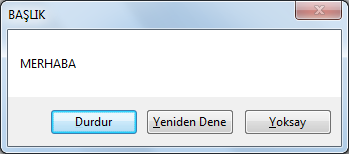 BAŞLIK
MERHABA
Durdur Yeniden Dene Yoksay